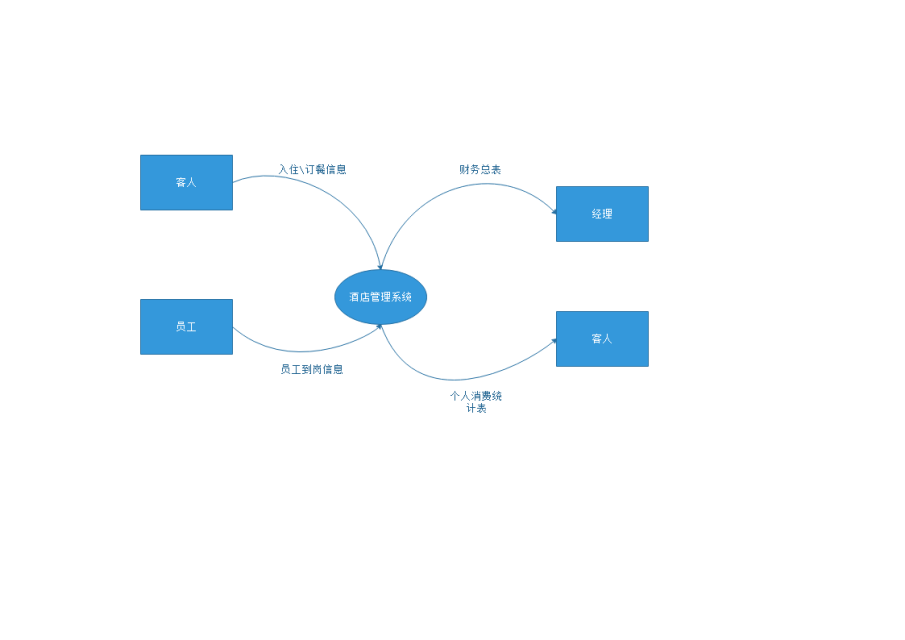 入住\订餐信息
财务总表
客人
经理
酒店管理系统
员工
客人
员工到岗信息
个人消费统
计表